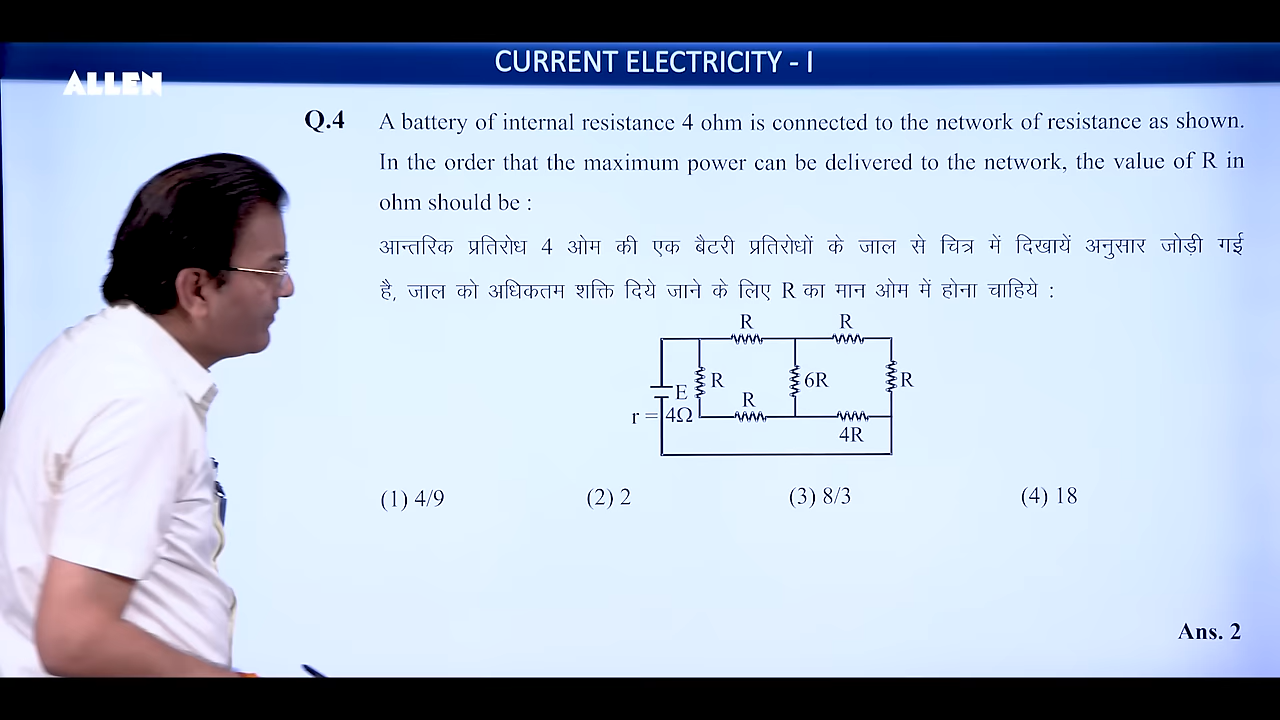 CURRENT ELECTRICITY - I
ALLEN
Q.4 A battery of internal resistance 4 ohm is connected to the network of resistance as shown.
In the order that the maximum power can be delivered to the network, the value of R in
ohm should be :
आन्तरिक प्रतिरोध 4 ओम की एक बैटरी प्रतिरोधों के जाल से चित्र में दिखायें अनुसार जोड़ी गई
है, जाल को अधिकतम शक्ति दिये जाने के लिए R का मान ओम में होना चाहिये :
R R
E R 6R R
r = 4Ω R
4R
(1) 4/9 (2) 2 (3) 8/3 (4) 18
Ans. 2